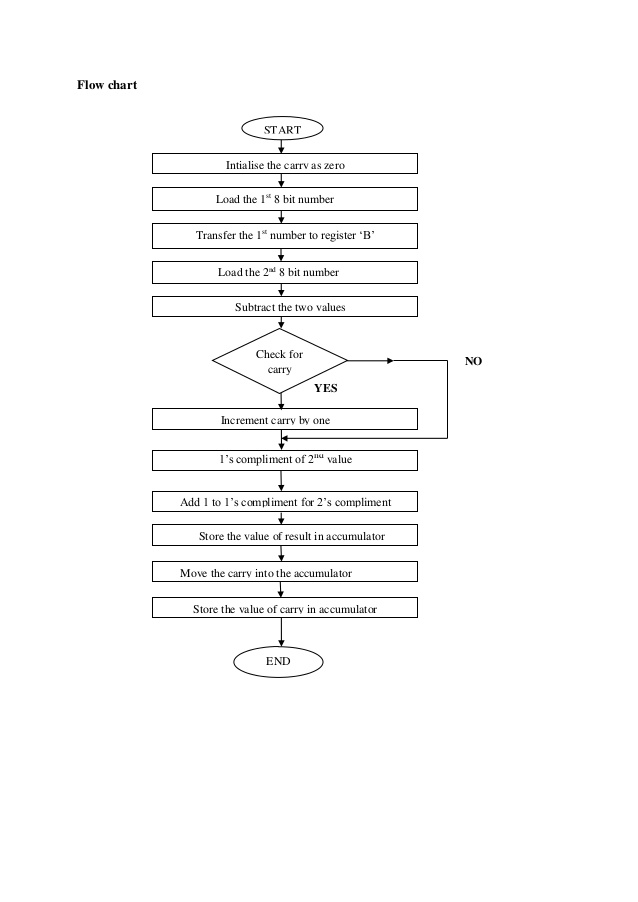 Flow chart
START
Intialise the carry as zero
Load the 1st 8 bit number
Transfer the 1st number to register ‘B’
Load the 2nd 8 bit number
Subtract the two values
Check for
carry
NO
YES
Increment carry by one
1’s compliment of 2nd value
Add 1 to 1’s compliment for 2’s compliment
Store the value of result in accumulator
Move the carry into the accumulator
Store the value of carry in accumulator
END